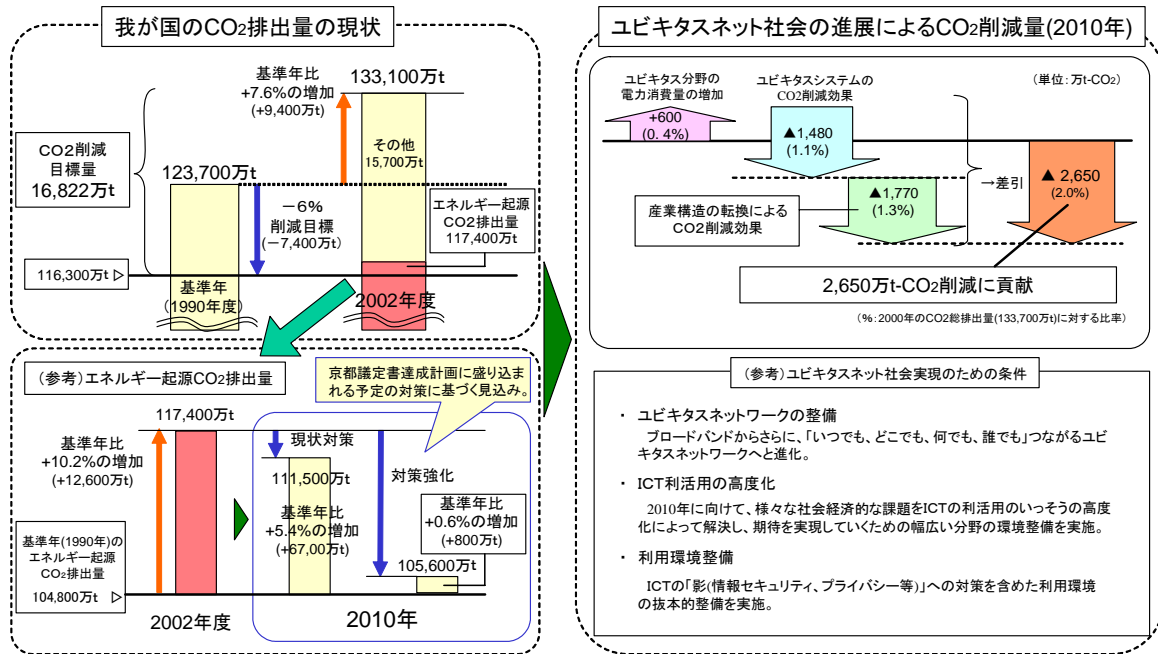 我が国のCO2排出量の現状
基準年比
+7.6%の増加
(+9,400万t)
133,100万t
その他
15,700万t
CO2削減
目標量
16,822万t
123,700万t
－6%
削減目標
(－7,400万t)
エネルギー起源
CO2排出量
117,400万t
116,300万t ▷
基準年
(1990年度)
2002年度
（参考）エネルギー起源CO2排出量
京都議定書達成計画に盛り込ま
れる予定の対策に基づく見込み。
117,400万t
基準年比
+10.2%の増加
(+12,600万t)
現状対策
111,500万t
基準年比
+5.4%の増加
(+67,00万t)
対策強化
基準年比
+0.6%の増加
(+800万t)
105,600万t
基準年(1990年)の
エネルギー起源
CO2排出量
104,800万t ▷
2002年度
2010年
ユビキタスネット社会の進展によるCO2削減量(2010年)
ユビキタス分野の
電力消費量の増加
ユビキタスシステムの
CO2削減効果
（単位：万t-CO2）
+600
(0. 4%)
▲1,480
(1.1%)
▲1,770
(1.3%)
→差引
▲ 2,650
(2.0%)
産業構造の転換による
CO2削減効果
2,650万t-CO2削減に貢献
（%：2000年のCO2総排出量(133,700万t)に対する比率）
（参考）ユビキタスネット社会実現のための条件
・ ユビキタスネットワークの整備
ブロードバンドからさらに、「いつでも、どこでも、何でも、誰でも」つながるユビ
キタスネットワークへと進化。
・ ICT利活用の高度化
2010年に向けて、様々な社会経済的な課題をICTの利活用のいっそうの高度
化によって解決し、期待を実現していくための幅広い分野の環境整備を実施。
・ 利用環境整備
ICTの「影(情報セキュリティ、プライバシー等)」への対策を含めた利用環境
の抜本的整備を実施。